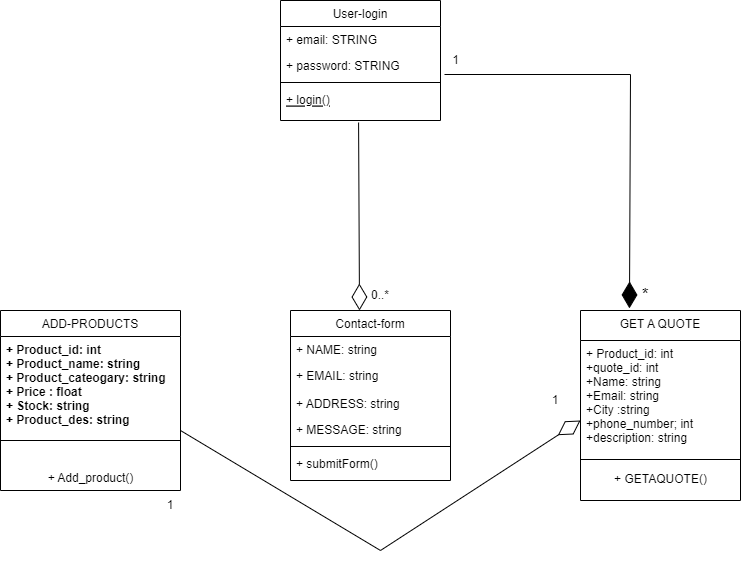 User-login
+ email: STRING
+ password: STRING
+ login()
1
0..*
*
ADD-PRODUCTS
+ Product_id: int
+ Product_name: string
+ Product_cateogary: string
+ Price : float
+ Stock: string
+ Product_des: string
+ Add_product()
1
Contact-form
+ NAME: string
+ EMAIL: string
+ ADDRESS: string
+ MESSAGE: string
+ submitForm()
GET A QUOTE
+ Product_id: int
+quote_id: int
+Name: string
+Email: string
+City :string
+phone_number; int
+description: string
+ GETAQUOTE()
1